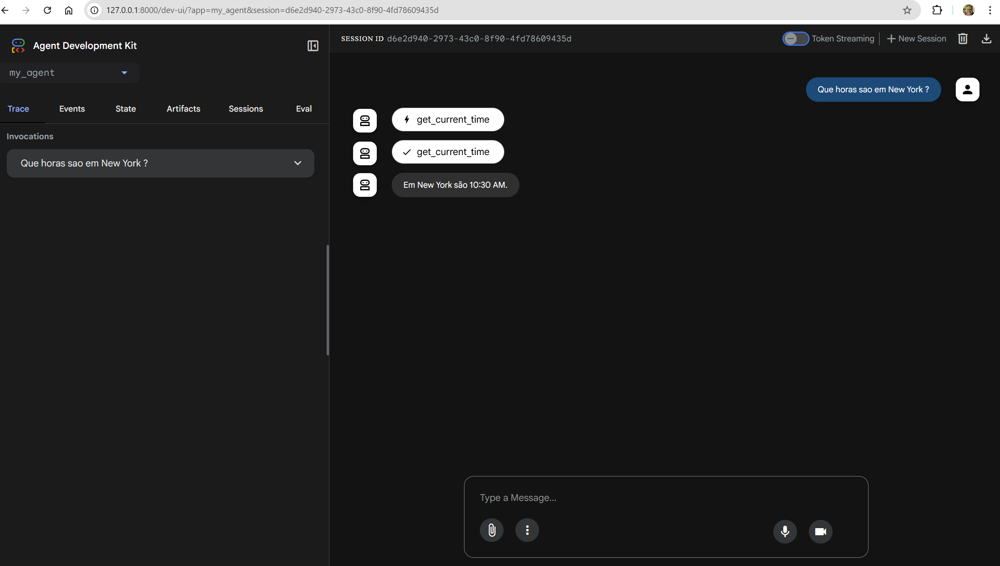 127.0.0.1:8000/dev-ui/?app=my_agent&session=d6e2d940-2973-43c0-8f90-4fd78609435d
Agent Development Kit
my_agent
Trace Events State Artifacts Sessions Eval
Invocations
Que horas sao em New York ?
SESSION ID d6e2d940-2973-43c0-8f90-4fd78609435d
Token Streaming
New Session
Que horas sao em New York ?
get_current_time
get_current_time
Em New York são 10:30 AM.
Type a Message...